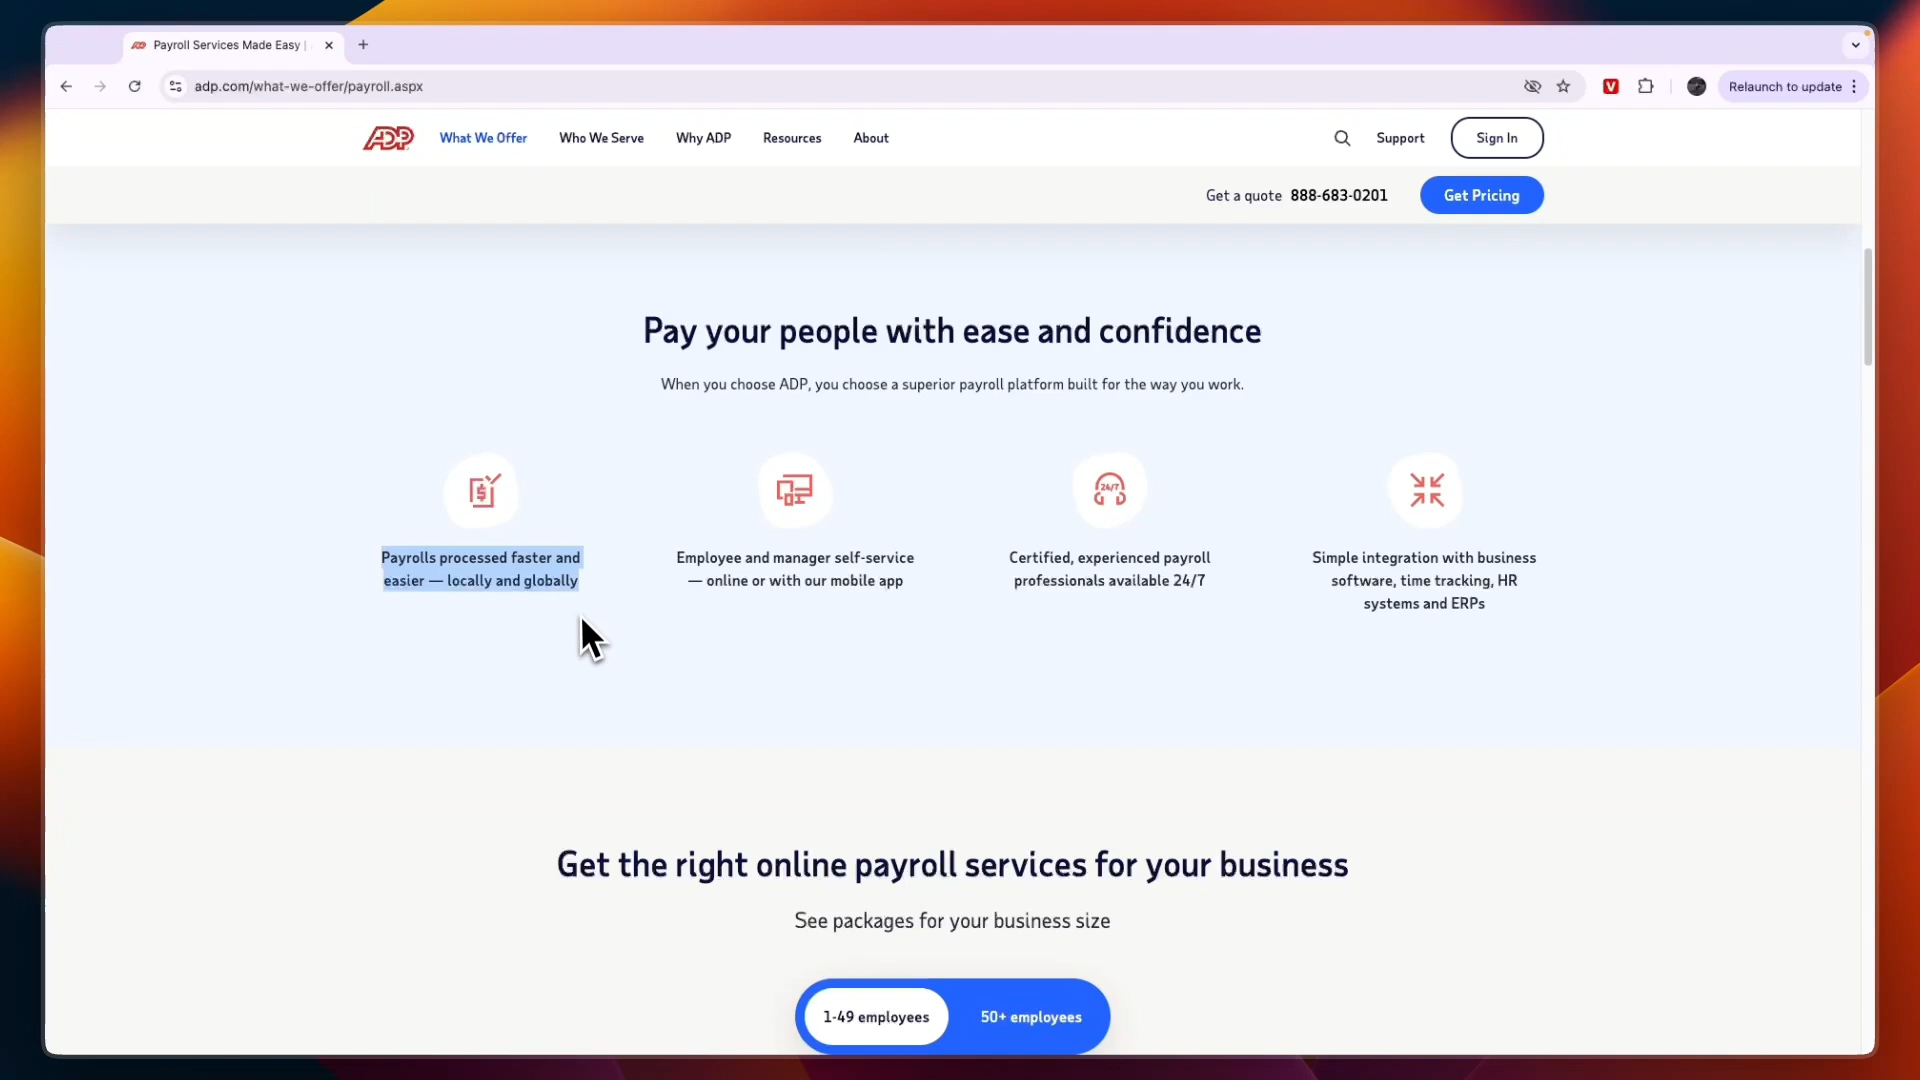 Payroll Services Made Easy |
adp.com/what-we-offer/payroll.aspx
V
Relaunch to update
ADP
What We Offer
Who We Serve
Why ADP
Resources
About
Support
Sign In
Get a quote 888-683-0201
Get Pricing
Pay your people with ease and confidence
When you choose ADP, you choose a superior payroll platform built for the way you work.
$
Payrolls processed faster and
easier — locally and globally
Employee and manager self-service
— online or with our mobile app
24/7
Certified, experienced payroll
professionals available 24/7
Simple integration with business
software, time tracking, HR
systems and ERPs
Get the right online payroll services for your business
See packages for your business size
1-49 employees
50+ employees